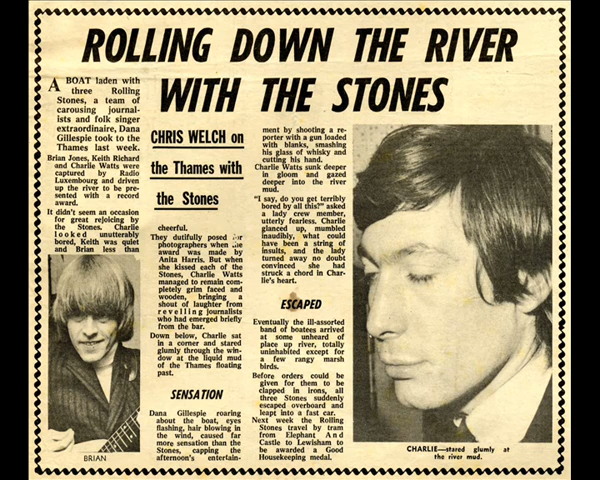 ROLLING DOWN THE RIVER
WITH THE STONES
A BOAT laden with
three Rolling
Stones, a team of
carousing journal-
ists and folk singer
extraordinaire, Dana
Gillespie took to the
Thames last week.
Brian Jones, Keith Richard
and Charlie Watts were
captured by Radio
Luxembourg and driven
up the river to be pre-
sented with a record
award.
It didn't seem an occasion
for great rejoicing by
the Stones. Charlie
looked unutterably
bored, Keith was quiet
and Brian less than
BRIAN
CHRIS WELCH on
the Thames with
the Stones
cheerful.
They dutifully posed for
photographers when the
award was made by
Anita Harris. But when
she kissed each of the
Stones, Charlie Watts
managed to remain com-
pletely grim faced and
wooden, bringing a
shout of laughter from
revelling journalists
who had emerged briefly
from the bar.
Down below, Charlie sat
in a corner and stared
glumly through the win-
dow at the liquid mud
of the Thames floating
past.
SENSATION
Dana Gillespie roaring
about the boat, eyes
flashing, hair blowing in
the wind, caused far
more sensation than the
Stones, capping the
afternoon's entertain-
ment by shooting a re-
porter with a gun loaded
with blanks, smashing
his glass of whisky and
cutting his hand.
Charlie Watts sunk deeper
in gloom and gazed
deeper into the river
mud.
"I say, do you get terribly
bored by all this?" asked
a lady crew member,
utterly fearless. Charlie
glanced up, mumbled
inaudibly, what could
have been a string of
insults, and the lady
turned away no doubt
convinced she had
struck a chord in Char-
lie's heart.
ESCAPED
Eventually the ill-assorted
band of boatees arrived
at some unheard of
place up river, totally
uninhabited except for
a few rangy marsh
birds.
Before orders could be
given for them to be
clapped in irons, all
three Stones suddenly
escaped overboard and
leapt into a fast car.
Next week the Rolling
Stones travel by tram
from Elephant And
Castle to Lewisham to
be awarded a Good
Housekeeping medal.
CHARLIE—stared glumly at
the river mud.